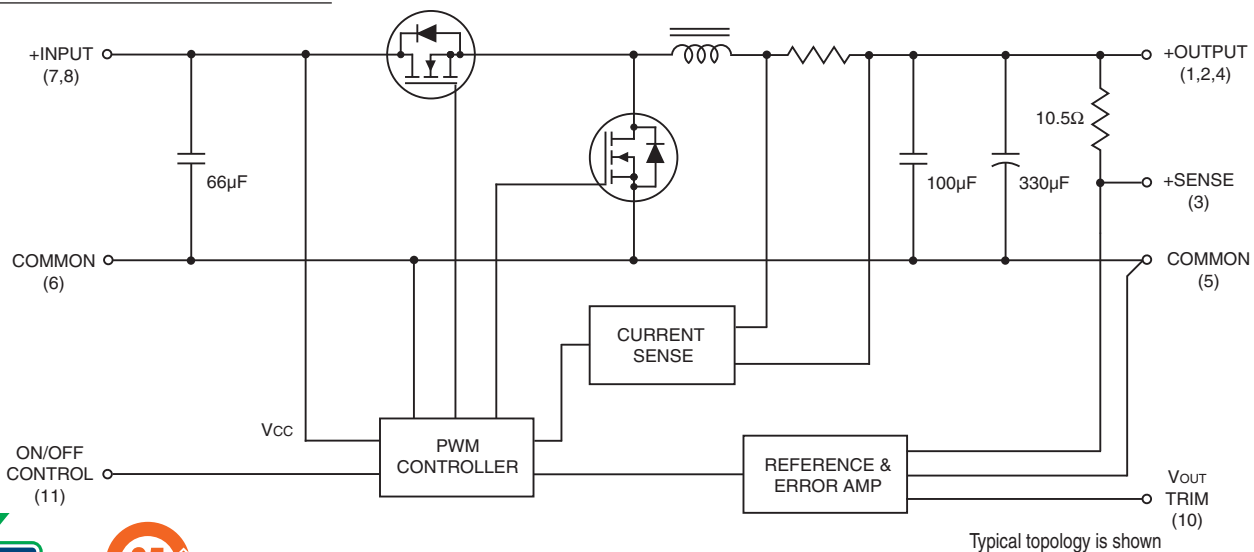 +INPUT
(7,8)
+OUTPUT
(1,2,4)
10.5Ω
66µF
100µF
330µF
+SENSE
(3)
COMMON
(6)
COMMON
(5)
CURRENT
SENSE
VCC
PWM
CONTROLLER
ON/OFF
CONTROL
(11)
REFERENCE &
ERROR AMP
VOUT
TRIM
(10)
Typical topology is shown